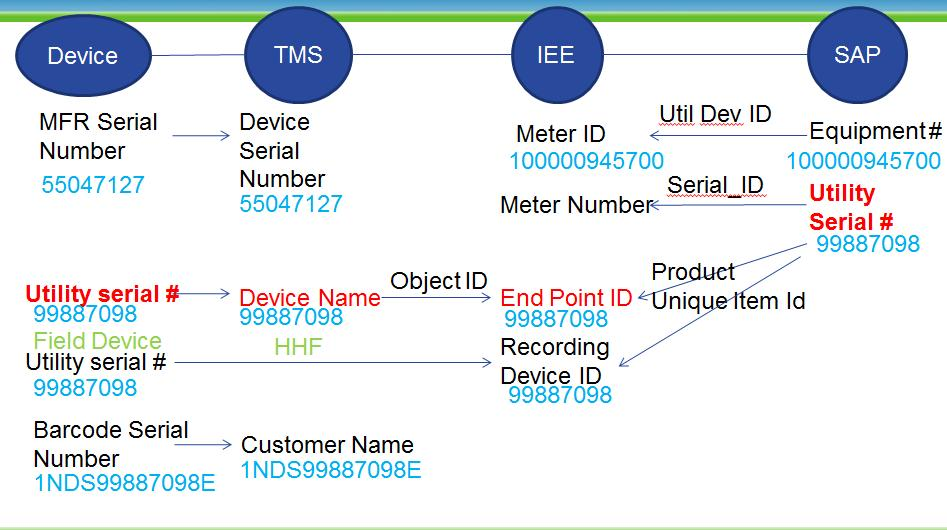 Device
TMS
IEE
SAP
MFR Serial
Number
55047127
Device
Serial
Number
55047127
Meter ID
100000945700
Util Dev ID
Equipment#
100000945700
Meter Number
Serial_ID
Utility
Serial #
99887098
Utility serial #
99887098
Device Name
99887098
Object ID
End Point ID
99887098
Product
Unique Item Id
Field Device
Utility serial #
99887098
HHF
Recording
Device ID
99887098
Barcode Serial
Number
1NDS99887098E
Customer Name
1NDS99887098E